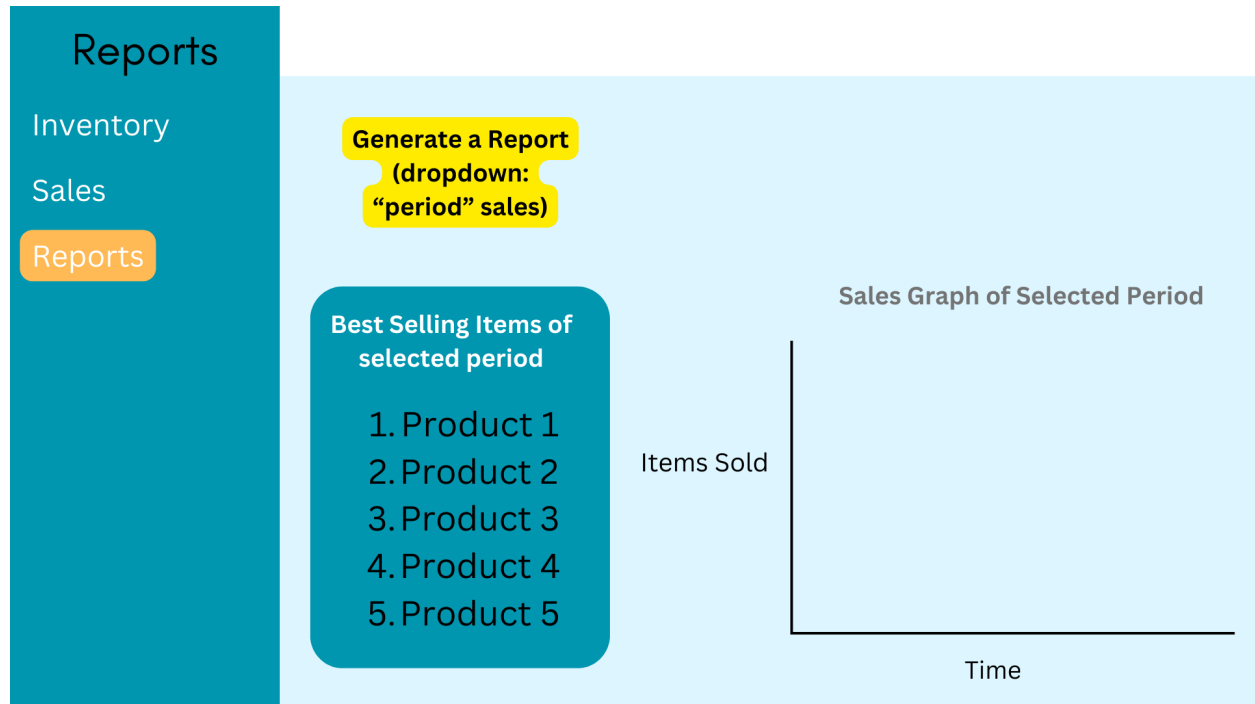 Reports
Inventory
Sales
Reports
Generate a Report
(dropdown:
“period” sales)
Best Selling Items of
selected period
1. Product 1
2. Product 2
3. Product 3
4. Product 4
5. Product 5
Sales Graph of Selected Period
Items Sold
Time